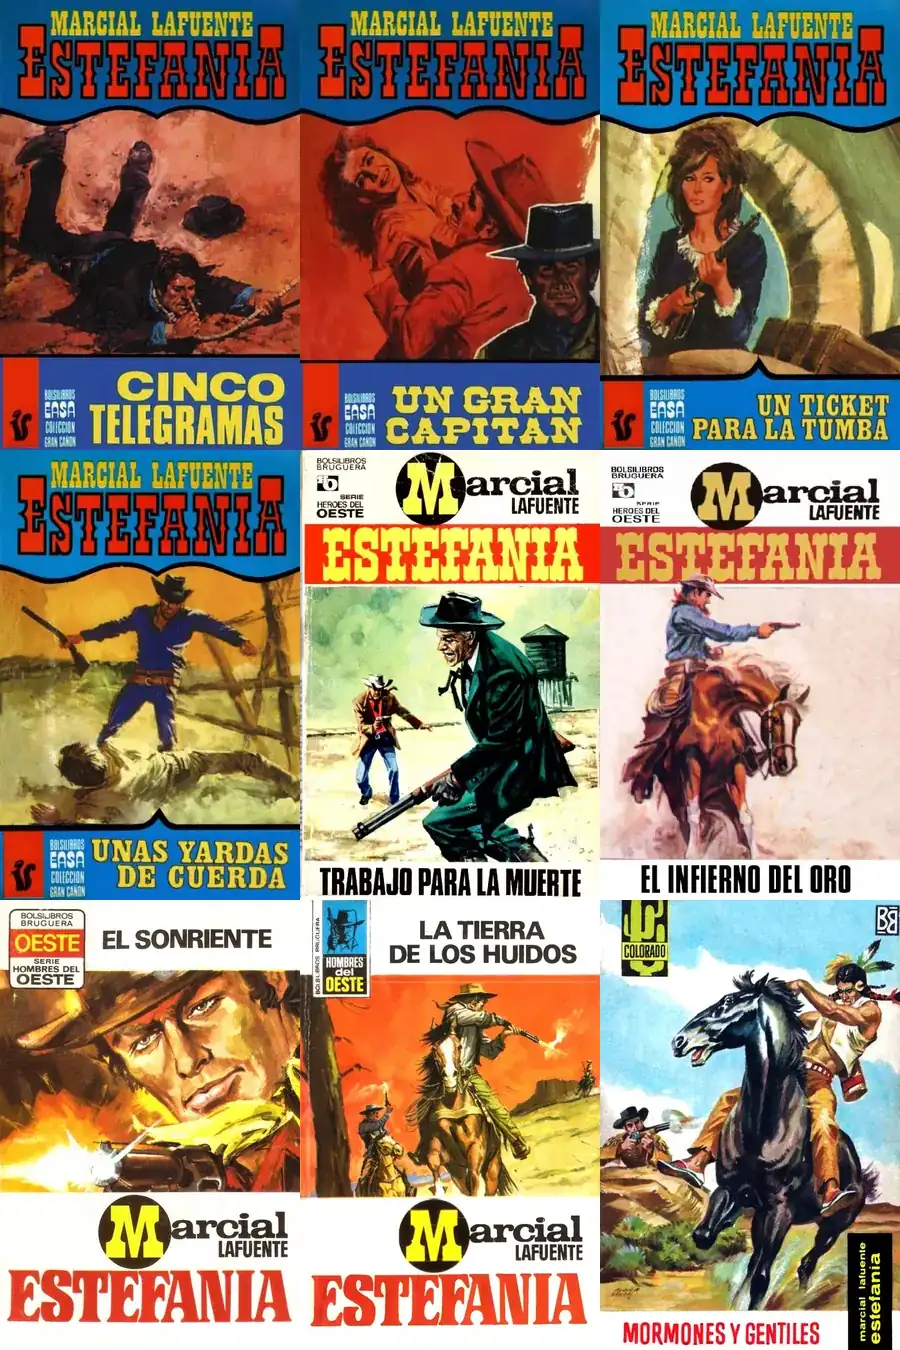 MARCIAL LAFUENTE
ESTEFANIA
BOLSILIBROS
EASA
COLECCION
GRAN CAÑON
CINCO
TELEGRAMAS
MARCIAL LAFUENTE
ESTEFANIA
BOLSILIBROS
EASA
COLECCION
GRAN CAÑON
UN GRAN
CAPITAN
MARCIAL LAFUENTE
ESTEFANIA
BOLSILIBROS
EASA
COLECCION
GRAN CAÑON
UN TICKET
PARA LA TUMBA
MARCIAL LAFUENTE
ESTEFANIA
BOLSILIBROS
EASA
COLECCION
GRAN CAÑON
UNAS YARDAS
DE CUERDA
BOLSILIBROS
BRUGUERA
SERIE
HEROES DEL
OESTE
Marcial
LAFUENTE
ESTEFANIA
TRABAJO PARA LA MUERTE
BOLSILIBROS
BRUGUERA
SERIE
HEROES DEL
OESTE
Marcial
LAFUENTE
ESTEFANIA
EL INFIERNO DEL ORO
BOLSILIBROS
BRUGUERA
OESTE
SERIE
HOMBRES DEL
OESTE
EL SONRIENTE
Marcial
LAFUENTE
ESTEFANIA
BOLSILIBROS BRUGUERA
HOMBRES
del
OESTE
LA TIERRA
DE LOS HUIDOS
Marcial
LAFUENTE
ESTEFANIA
COLORADO
BB
marcial lafuente
estefania
MORMONES Y GENTILES